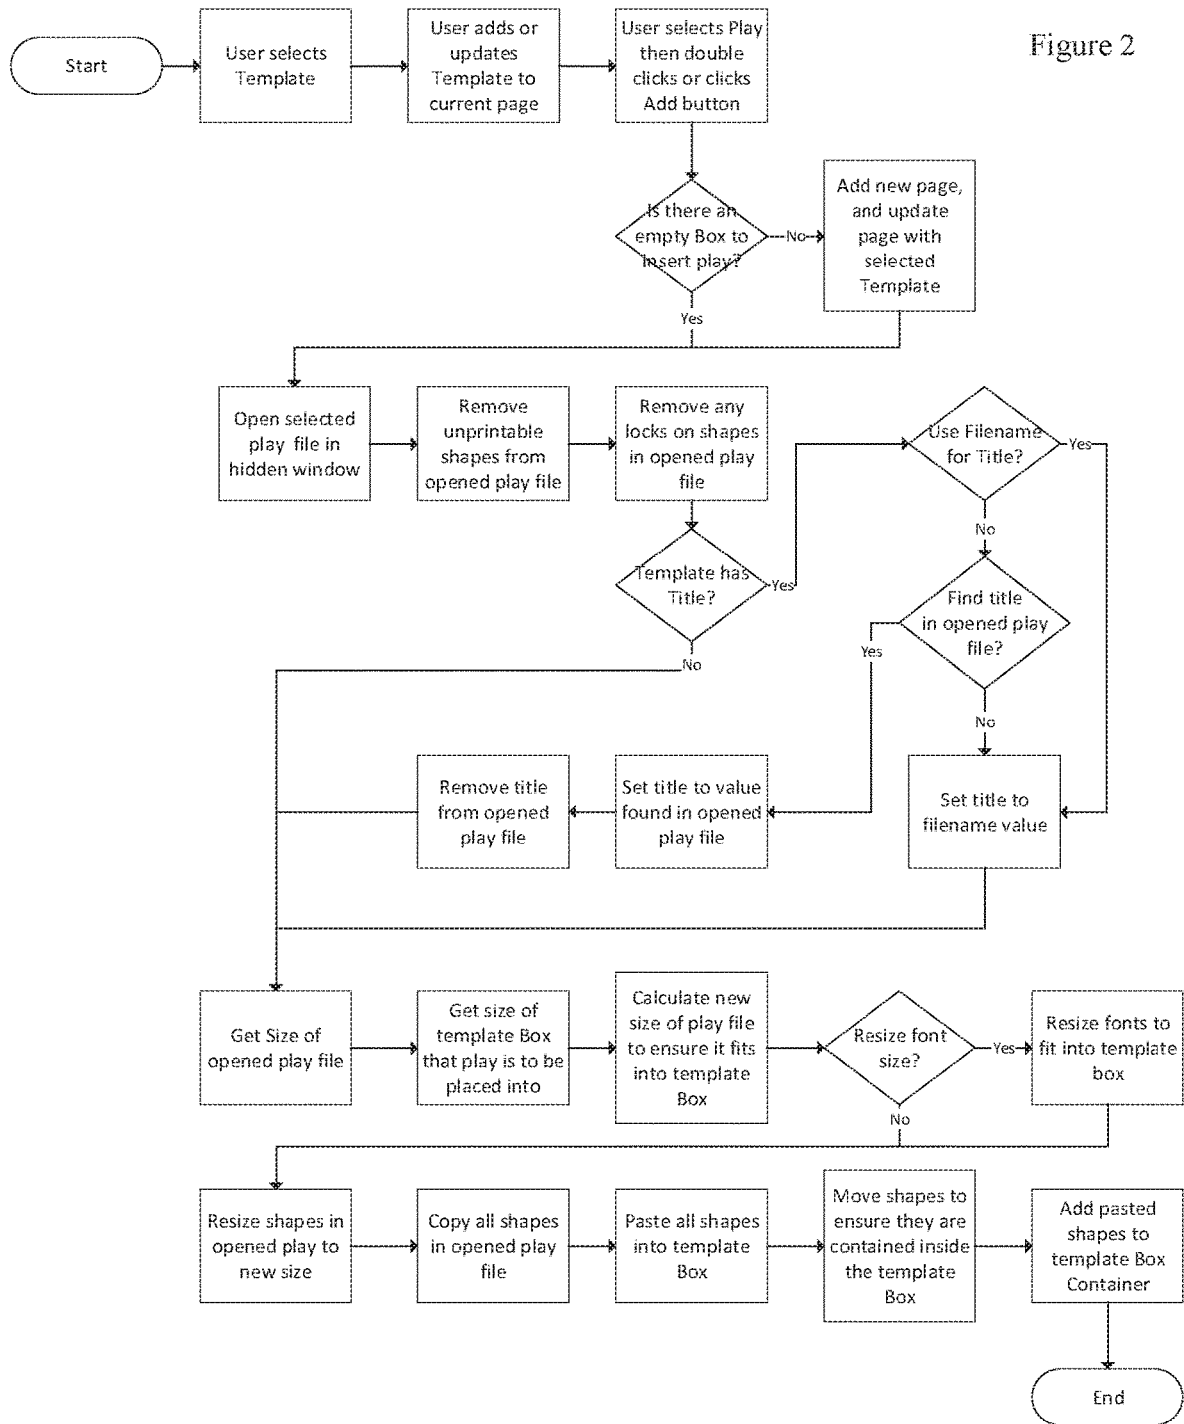 Figure 2
Start
User selects
Template
User adds or
updates
Template to
current page
User selects Play
then double
clicks or clicks
Add button
Is there an
empty Box to
insert play?
No
Add new page,
and update
page with
selected
Template
Yes
Open selected
play file in
hidden window
Remove
unprintable
shapes from
opened play file
Remove any
locks on shapes
in opened play
file
Use Filename
for Title?
Yes
No
Template has
Title?
Yes
No
Find title
in opened play
file?
Yes
No
Remove title
from opened
play file
Set title to value
found in opened
play file
Set title to
filename value
Get Size of
opened play file
Get size of
template Box
that play is to be
placed into
Calculate new
size of play file
to ensure it fits
into template
Box
Resize font
size?
Yes
No
Resize fonts to
fit into template
box
Resize shapes in
opened play to
new size
Copy all shapes
in opened play
file
Paste all shapes
into template
Box
Move shapes to
ensure they are
contained inside
the template
Box
Add pasted
shapes to
template Box
Container
End